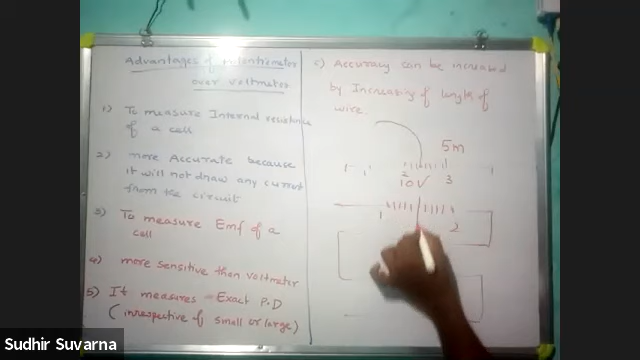 Advantages of Potentiometer
over Voltmeter
1) To measure Internal resistance
of a cell
2) more Accurate because
it will not draw any current
from the circuit
3) To measure Emf of a
cell
4) more sensitive than voltmeter
5) It measures Exact P.D
(irrespective of small or large)
c) Accuracy can be increased
by Increasing of length of
wire.
5m
2 3
10V
1 2
Sudhir Suvarna